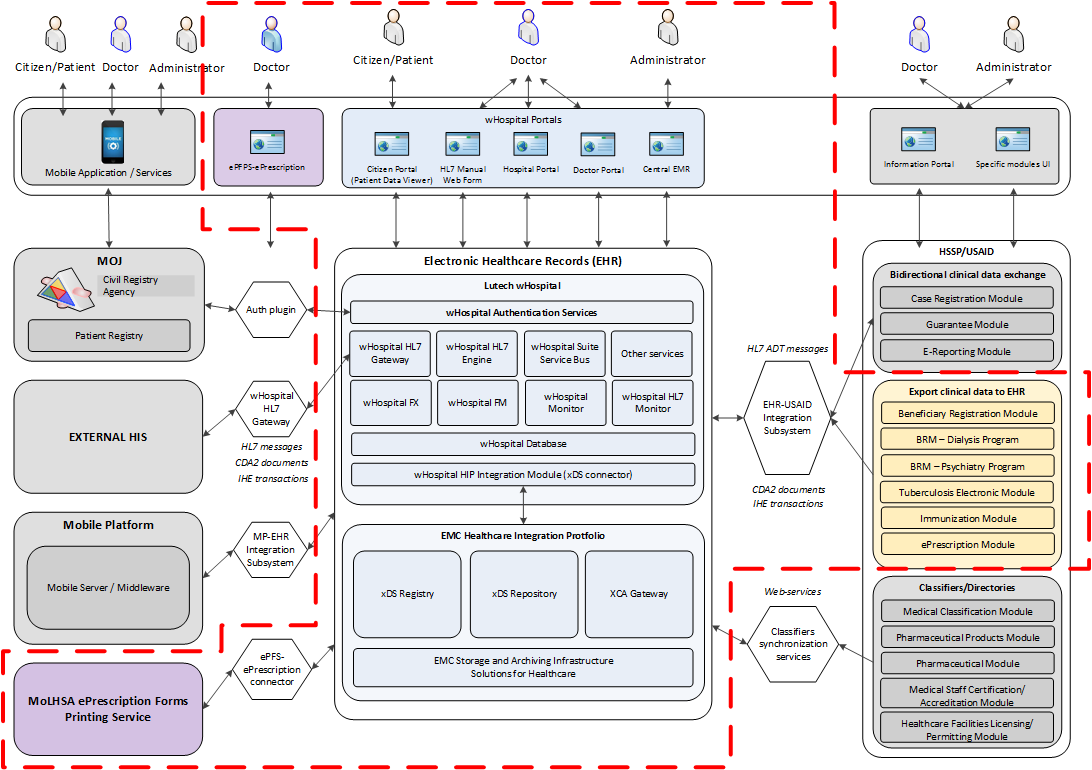 Citizen/Patient
Doctor
Administrator
Doctor
Citizen/Patient
Doctor
Administrator
Doctor
Administrator
MOBILE
Mobile Application / Services
ePFPS-ePrescription
wHospital Portals
Citizen Portal
(Patient Data Viewer)
HL7 Manual
Web Form
Hospital Portal
Doctor Portal
Central EMR
Information Portal
Specific modules UI
MOJ
Civil Registry
Agency
Patient Registry
Auth plugin
EXTERNAL HIS
wHospital
HL7
Gateway
HL7 messages
CDA2 documents
IHE transactions
Mobile Platform
Mobile Server / Middleware
MP-EHR
Integration
Subsystem
MoLHSA ePrescription Forms
Printing Service
ePFS-
ePrescription
connector
Electronic Healthcare Records (EHR)
Lutech wHospital
wHospital Authentication Services
wHospital HL7
Gateway
wHospital HL7
Engine
wHospital Suite
Service Bus
Other services
wHospital FX
wHospital FM
wHospital
Monitor
wHospital HL7
Monitor
wHospital Database
wHospital HIP Integration Module (xDS connector)
EMC Healthcare Integration Protfolio
xDS Registry
xDS Repository
XCA Gateway
EMC Storage and Archiving Infrastructure
Solutions for Healthcare
HL7 ADT messages
EHR-USAID
Integration
Subsystem
CDA2 documents
IHE transactions
Web-services
Classifiers
synchronization
services
HSSP/USAID
Bidirectional clinical data exchange
Case Registration Module
Guarantee Module
E-Reporting Module
Export clinical data to EHR
Beneficiary Registration Module
BRM – Dialysis Program
BRM – Psychiatry Program
Tuberculosis Electronic Module
Immunization Module
ePrescription Module
Classifiers/Directories
Medical Classification Module
Pharmaceutical Products Module
Pharmaceutical Module
Medical Staff Certification/
Accreditation Module
Healthcare Facilities Licensing/
Permitting Module